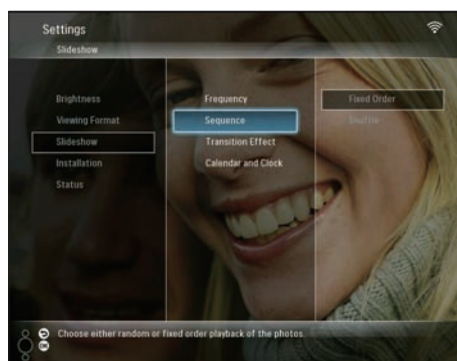 Settings
Slideshow
Brightness
Viewing Format
Slideshow
Installation
Status
Frequency
Sequence
Transition Effect
Calendar and Clock
Fixed Order
Shuffle
Choose either random or fixed order playback of the photos.
OK